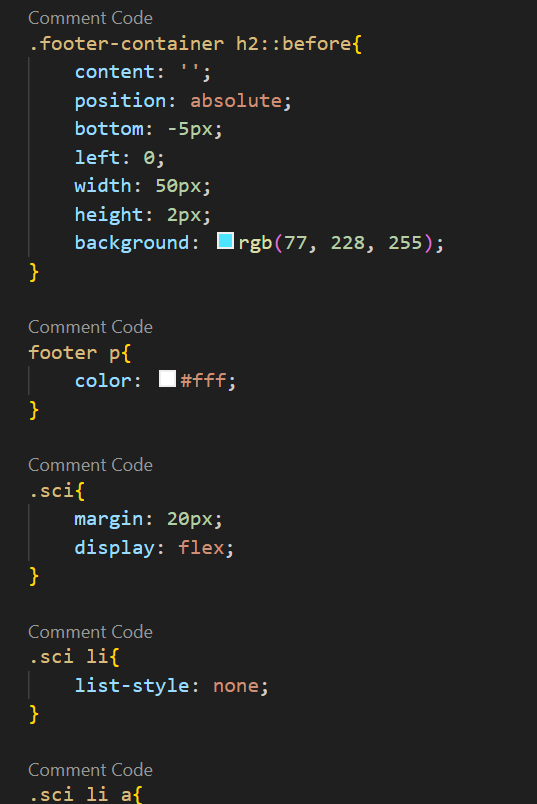 Comment Code
.footer-container h2::before{
content: '';
position: absolute;
bottom: -5px;
left: 0;
width: 50px;
height: 2px;
background: rgb(77, 228, 255);
}
Comment Code
footer p{
color: #fff;
}
Comment Code
.sci{
margin: 20px;
display: flex;
}
Comment Code
.sci li{
list-style: none;
}
Comment Code
.sci li a{